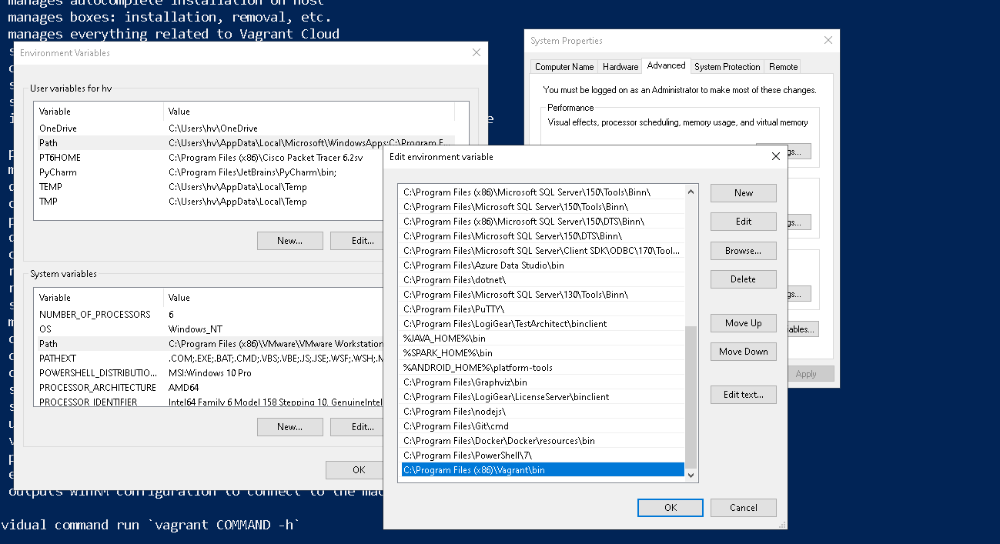 manages autocomplete installation on host
manages boxes: installation, removal, etc.
manages everything related to Vagrant Cloud
Environment Variables
User variables for hv
Variable Value
OneDrive C:\Users\hv\OneDrive
Path C:\Users\hv\AppData\Local\Microsoft\WindowsApps;C:\Program F...
PT6HOME C:\Program Files (x86)\Cisco Packet Tracer 6.2sv
PyCharm C:\Program Files\JetBrains\PyCharm\bin;
TEMP C:\Users\hv\AppData\Local\Temp
TMP C:\Users\hv\AppData\Local\Temp
New... Edit...
System variables
Variable Value
NUMBER_OF_PROCESSORS 6
OS Windows_NT
Path C:\Program Files (x86)\VMware\VMware Workstation
PATHEXT .COM;.EXE;.BAT;.CMD;.VBS;.VBE;.JS;.JSE;.WSF;.WSH;.M
POWERSHELL_DISTRIBUTIO... MSI:Windows 10 Pro
PROCESSOR_ARCHITECTURE AMD64
PROCESSOR_IDENTIFIER Intel64 Family 6 Model 158 Stepping 10, GenuineIntel
New... Edit...
OK
System Properties
Computer Name Hardware Advanced System Protection Remote
You must be logged on as an Administrator to make most of these changes.
Performance
Visual effects, processor scheduling, memory usage, and virtual memory
gs...
gs...
gs...
ables...
Apply
Edit environment variable
C:\Program Files (x86)\Microsoft SQL Server\150\Tools\Binn\
C:\Program Files\Microsoft SQL Server\150\Tools\Binn\
C:\Program Files (x86)\Microsoft SQL Server\150\DTS\Binn\
C:\Program Files\Microsoft SQL Server\150\DTS\Binn\
C:\Program Files\Microsoft SQL Server\Client SDK\ODBC\170\Tool...
C:\Program Files\Azure Data Studio\bin
C:\Program Files\dotnet\
C:\Program Files\Microsoft SQL Server\130\Tools\Binn\
C:\Program Files\PuTTY\
C:\Program Files\LogiGear\TestArchitect\binclient
%JAVA_HOME%\bin
%SPARK_HOME%\bin
%ANDROID_HOME%\platform-tools
C:\Program Files\Graphviz\bin
C:\Program Files\LogiGear\LicenseServer\binclient
C:\Program Files\nodejs\
C:\Program Files\Git\cmd
C:\Program Files\Docker\Docker\resources\bin
C:\Program Files\PowerShell\7\
C:\Program Files (x86)\Vagrant\bin
New
Edit
Browse...
Delete
Move Up
Move Down
Edit text...
OK Cancel
outputs WinRM configuration to connect to the mac
vidual command run `vagrant COMMAND -h`